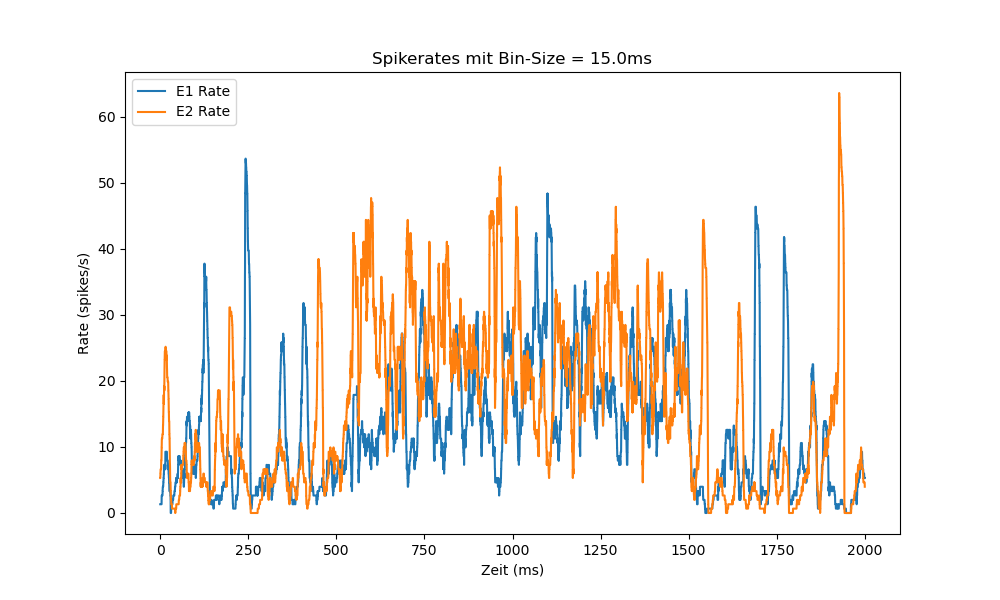 Spikerates mit Bin-Size = 15.0ms
E1 Rate
E2 Rate
60
50
40
30
20
10
0
Rate (spikes/s)
0 250 500 750 1000 1250 1500 1750 2000
Zeit (ms)